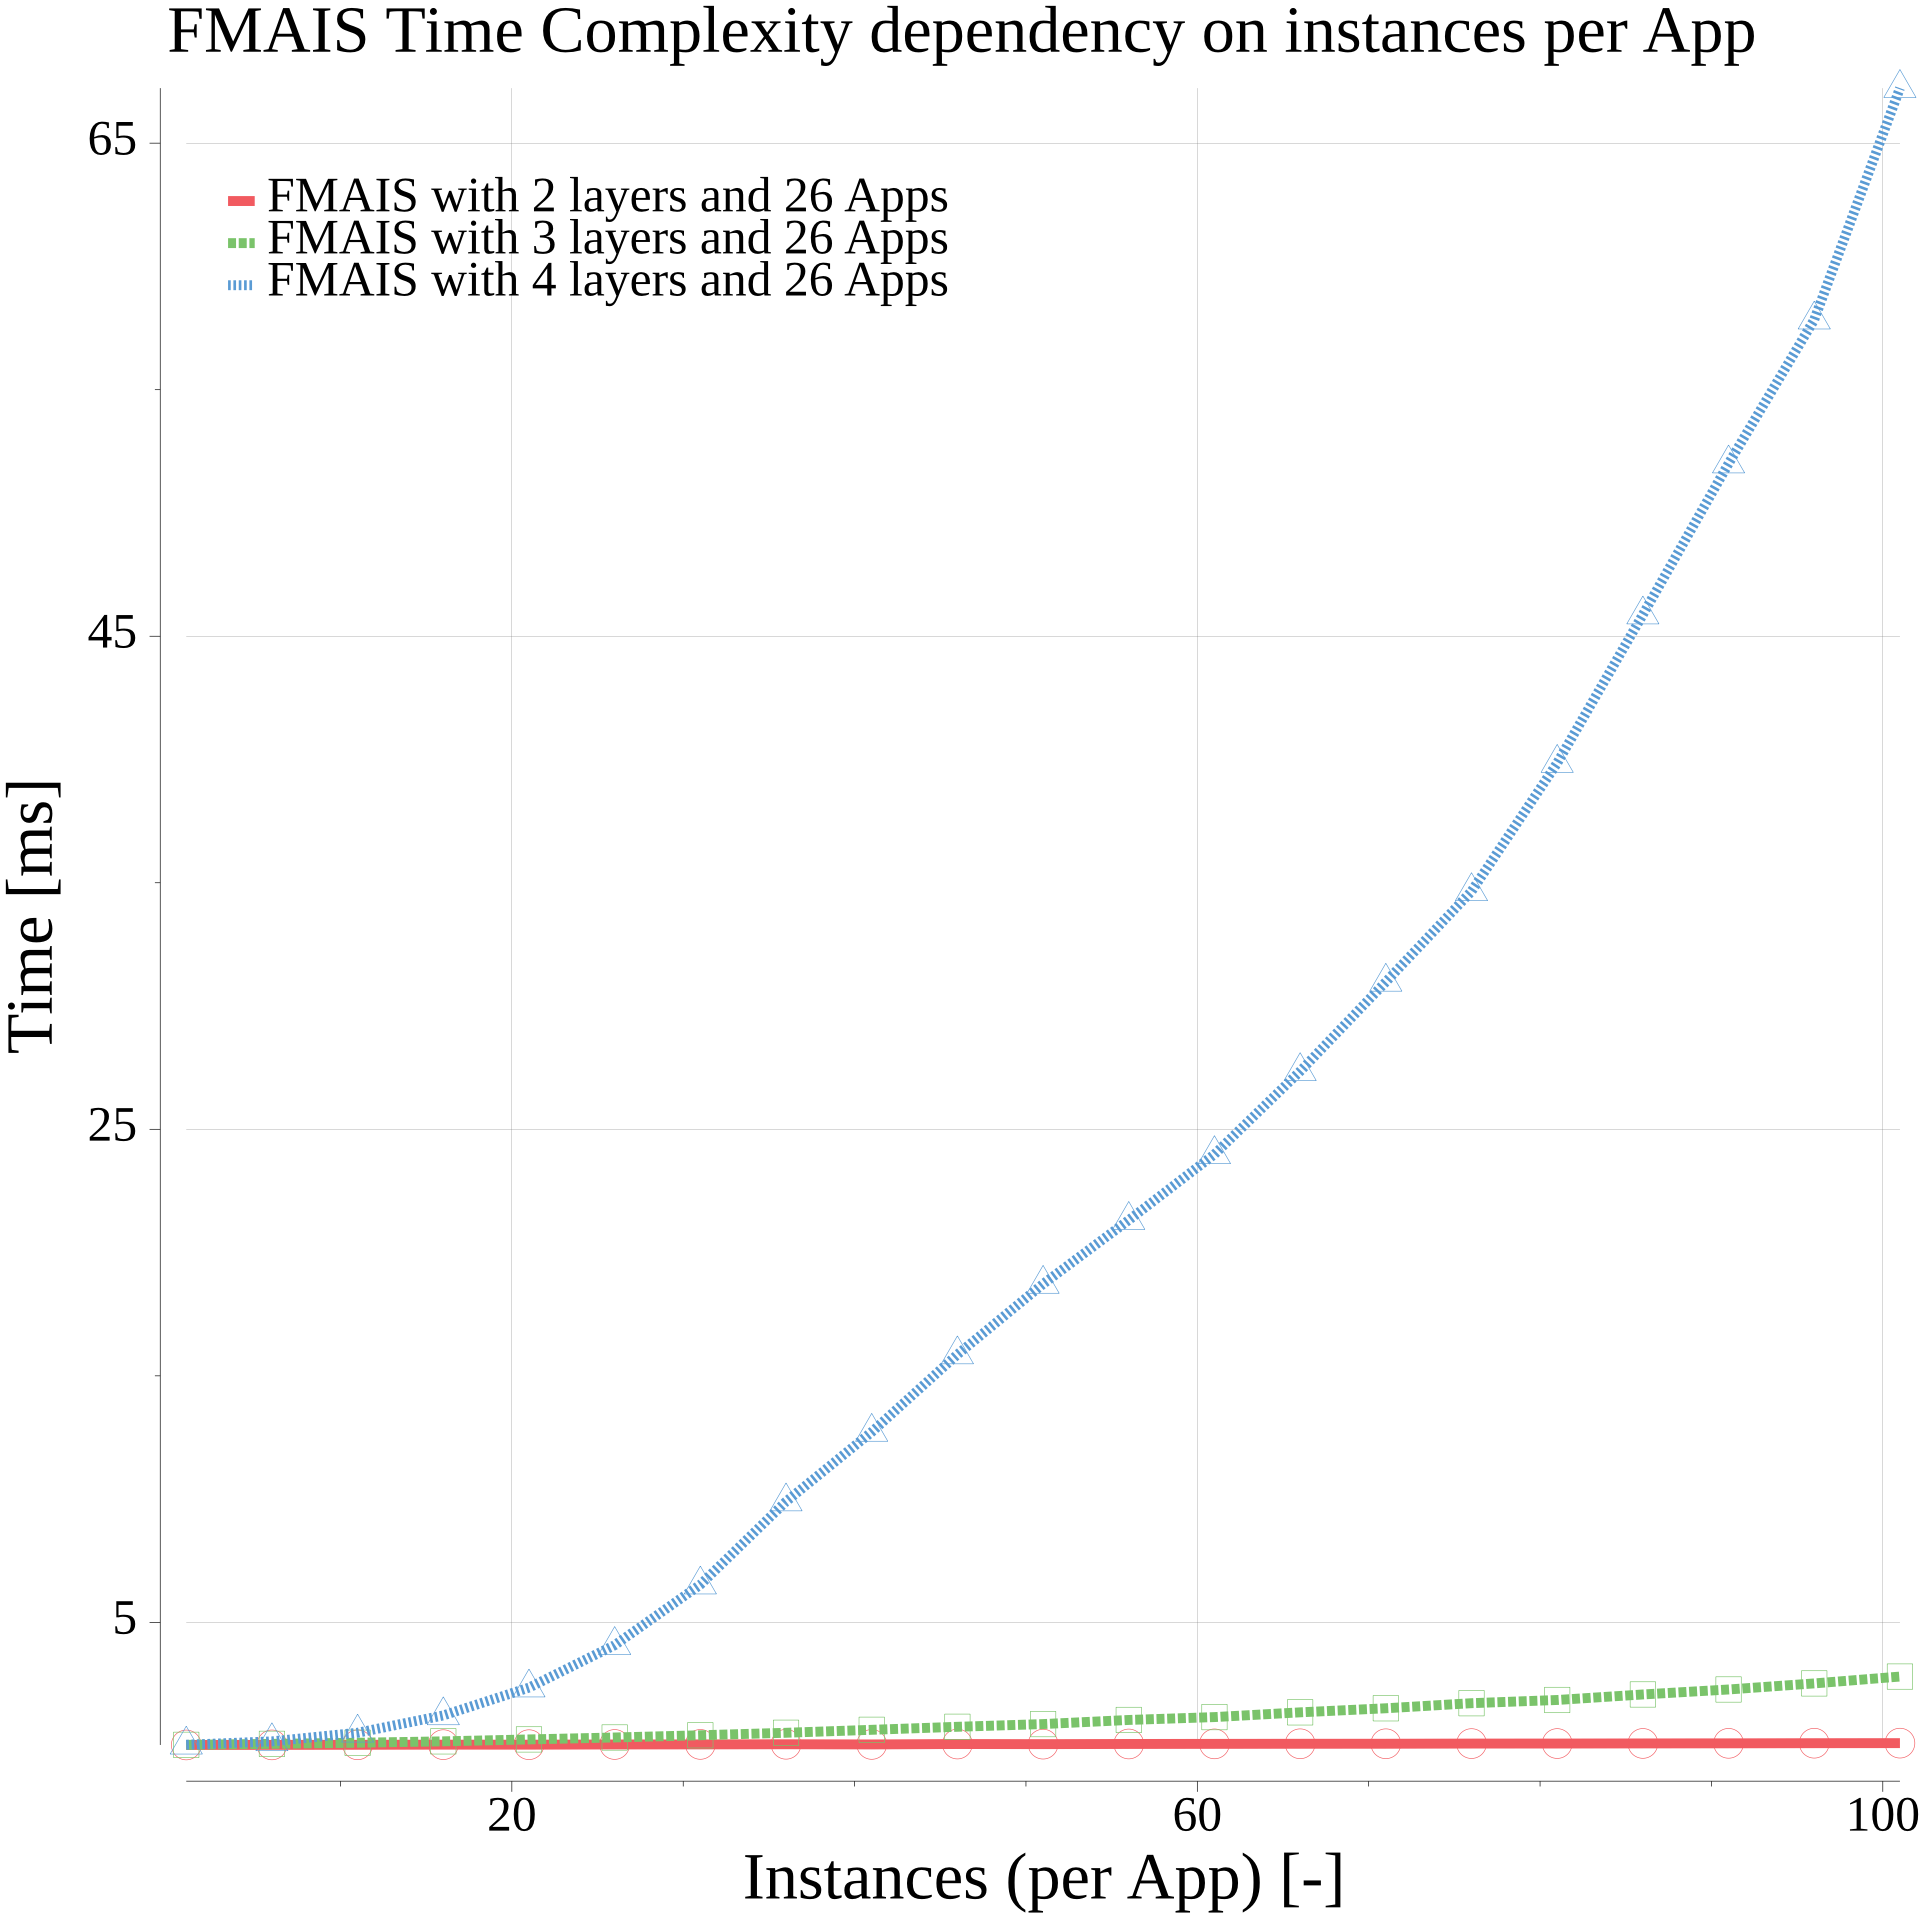 FMAIS Time Complexity dependency on instances per App
65
FMAIS with 2 layers and 26 Apps
FMAIS with 3 layers and 26 Apps
FMAIS with 4 layers and 26 Apps
45
Time [ms]
25
5
20 60 100
Instances (per App) [-]